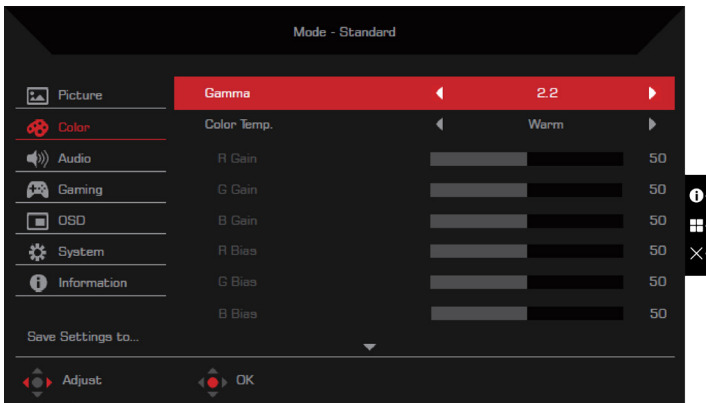 Mode - Standard
Picture
Gamma 2.2
Color
Color Temp. Warm
Audio
R Gain 50
Gaming
G Gain 50
OSD
B Gain 50
System
R Bias 50
Information
G Bias 50
B Bias 50
Save Settings to...
Adjust OK